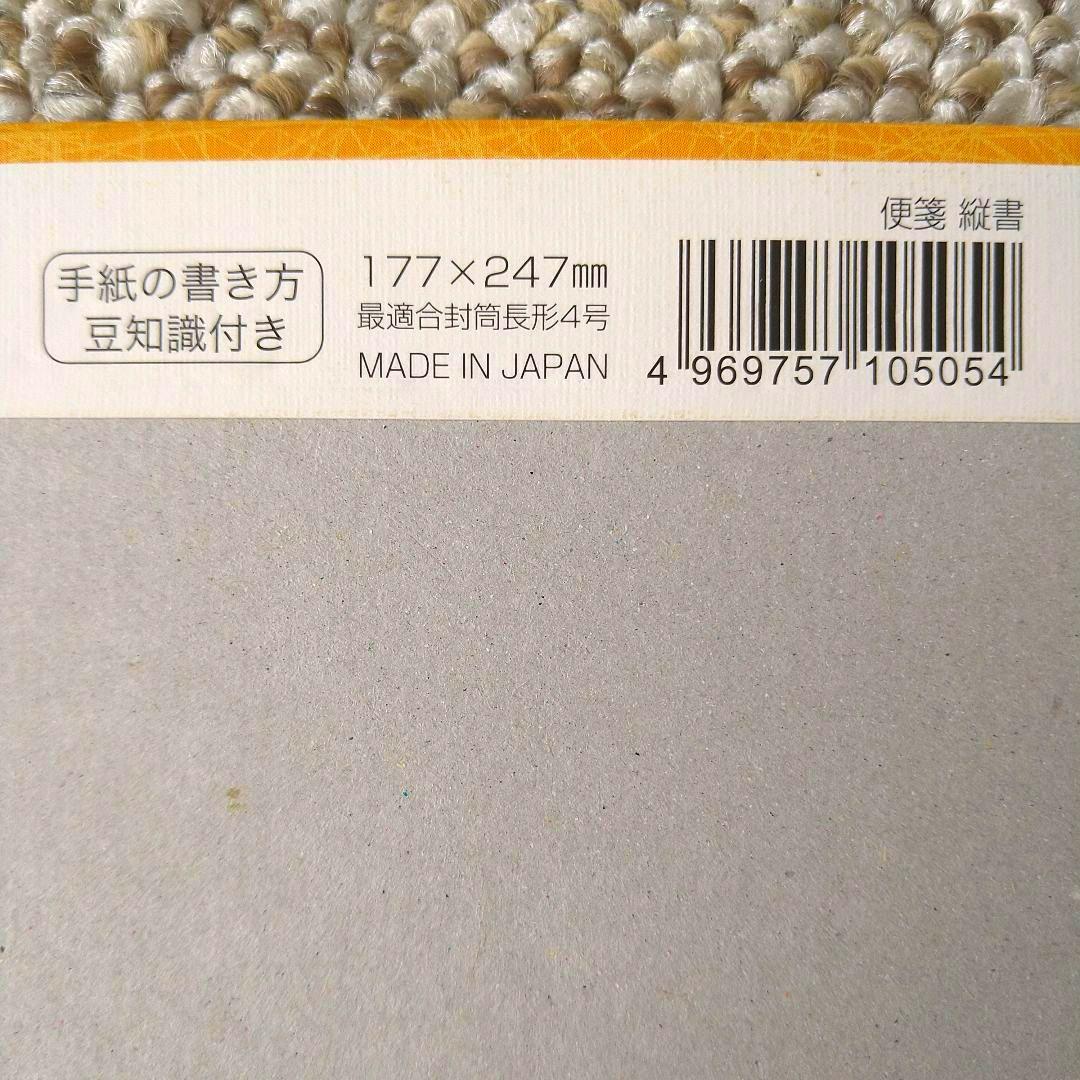 便箋 縦書
手紙の書き方
豆知識付き
177×247㎜
最適合封筒長形4号
MADE IN JAPAN
4 969757 105054